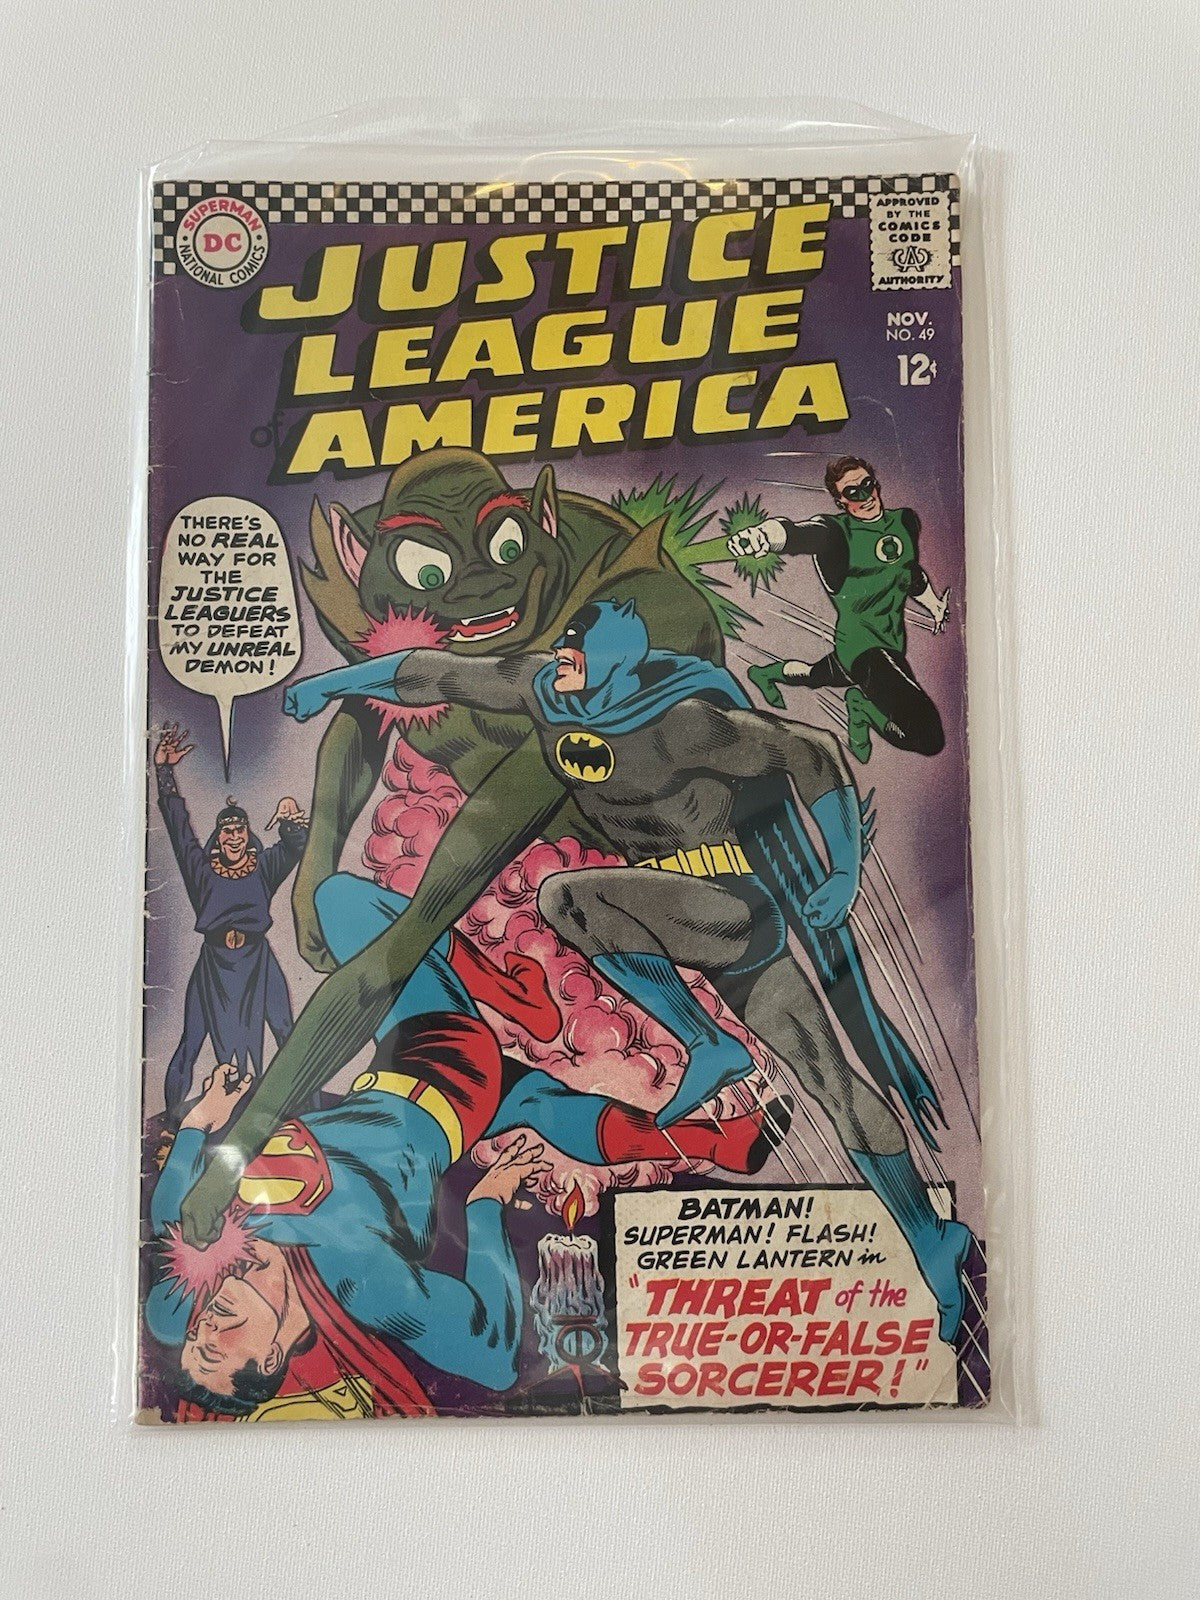 SUPERMAN
DC
NATIONAL COMICS
JUSTICE
LEAGUE
of AMERICA
APPROVED
BY THE
COMICS
CODE
CA
AUTHORITY
NOV.
NO. 49
12¢
THERE'S
NO REAL
WAY FOR
THE
JUSTICE
LEAGUERS
TO DEFEAT
MY UNREAL
DEMON!
S
BATMAN!
SUPERMAN! FLASH!
GREEN LANTERN in
"THREAT of the
TRUE-OR-FALSE
SORCERER!"